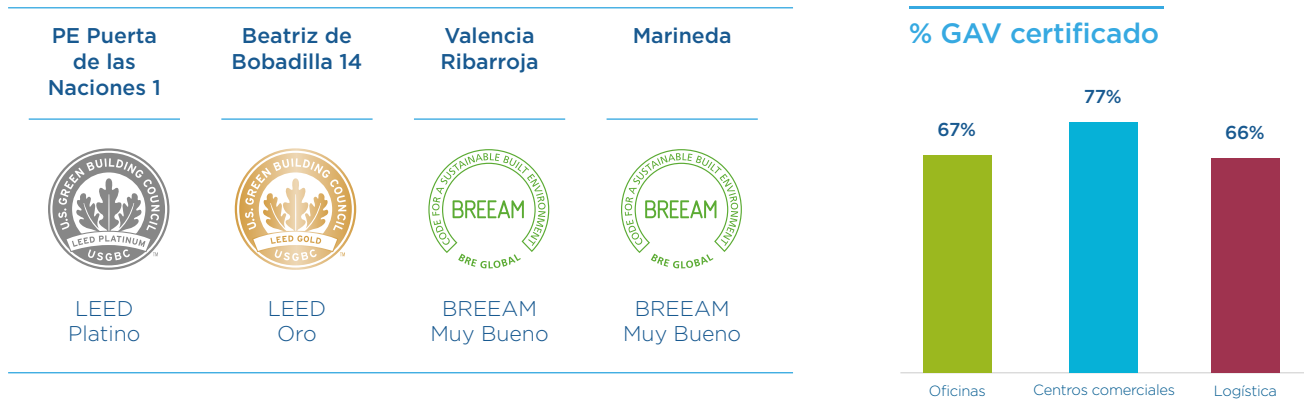 PE Puerta
de las
Naciones 1
Beatriz de
Bobadilla 14
Valencia
Ribarroja
Marineda
U.S. GREEN BUILDING COUNCIL
LEED PLATINUM
USGBC
™
U.S. GREEN BUILDING COUNCIL
LEED GOLD
USGBC
™
CODE FOR A SUSTAINABLE BUILT ENVIRONMENT
BREEAM
BRE GLOBAL
CODE FOR A SUSTAINABLE BUILT ENVIRONMENT
BREEAM
BRE GLOBAL
LEED
Platino
LEED
Oro
BREEAM
Muy Bueno
BREEAM
Muy Bueno
% GAV certificado
67%
77%
66%
Oficinas
Centros comerciales
Logística